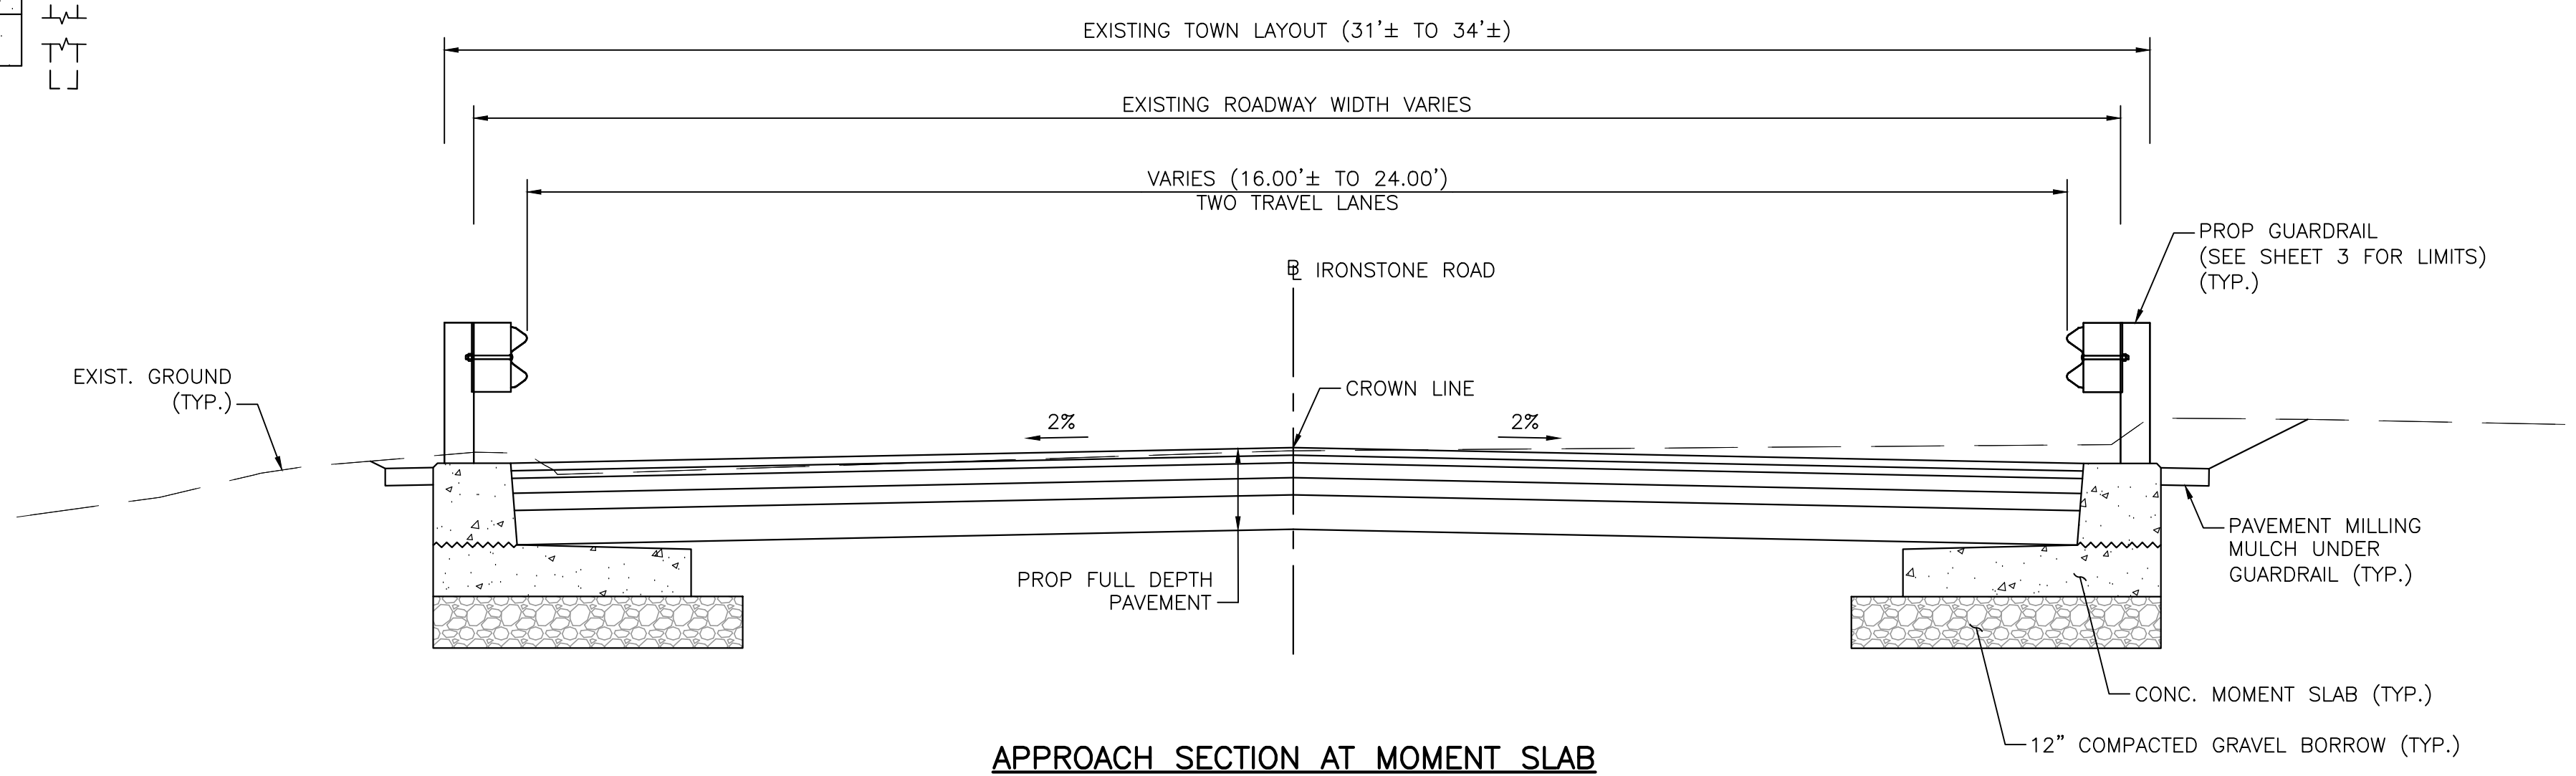 EXISTING TOWN LAYOUT (31'± TO 34'±)
EXISTING ROADWAY WIDTH VARIES
VARIES (16.00'± TO 24.00')
TWO TRAVEL LANES
PROP GUARDRAIL
(SEE SHEET 3 FOR LIMITS)
(TYP.)
BL IRONSTONE ROAD
EXIST. GROUND
(TYP.)
CROWN LINE
2%
2%
PAVEMENT MILLING
MULCH UNDER
GUARDRAIL (TYP.)
PROP FULL DEPTH
PAVEMENT
CONC. MOMENT SLAB (TYP.)
12" COMPACTED GRAVEL BORROW (TYP.)
APPROACH SECTION AT MOMENT SLAB